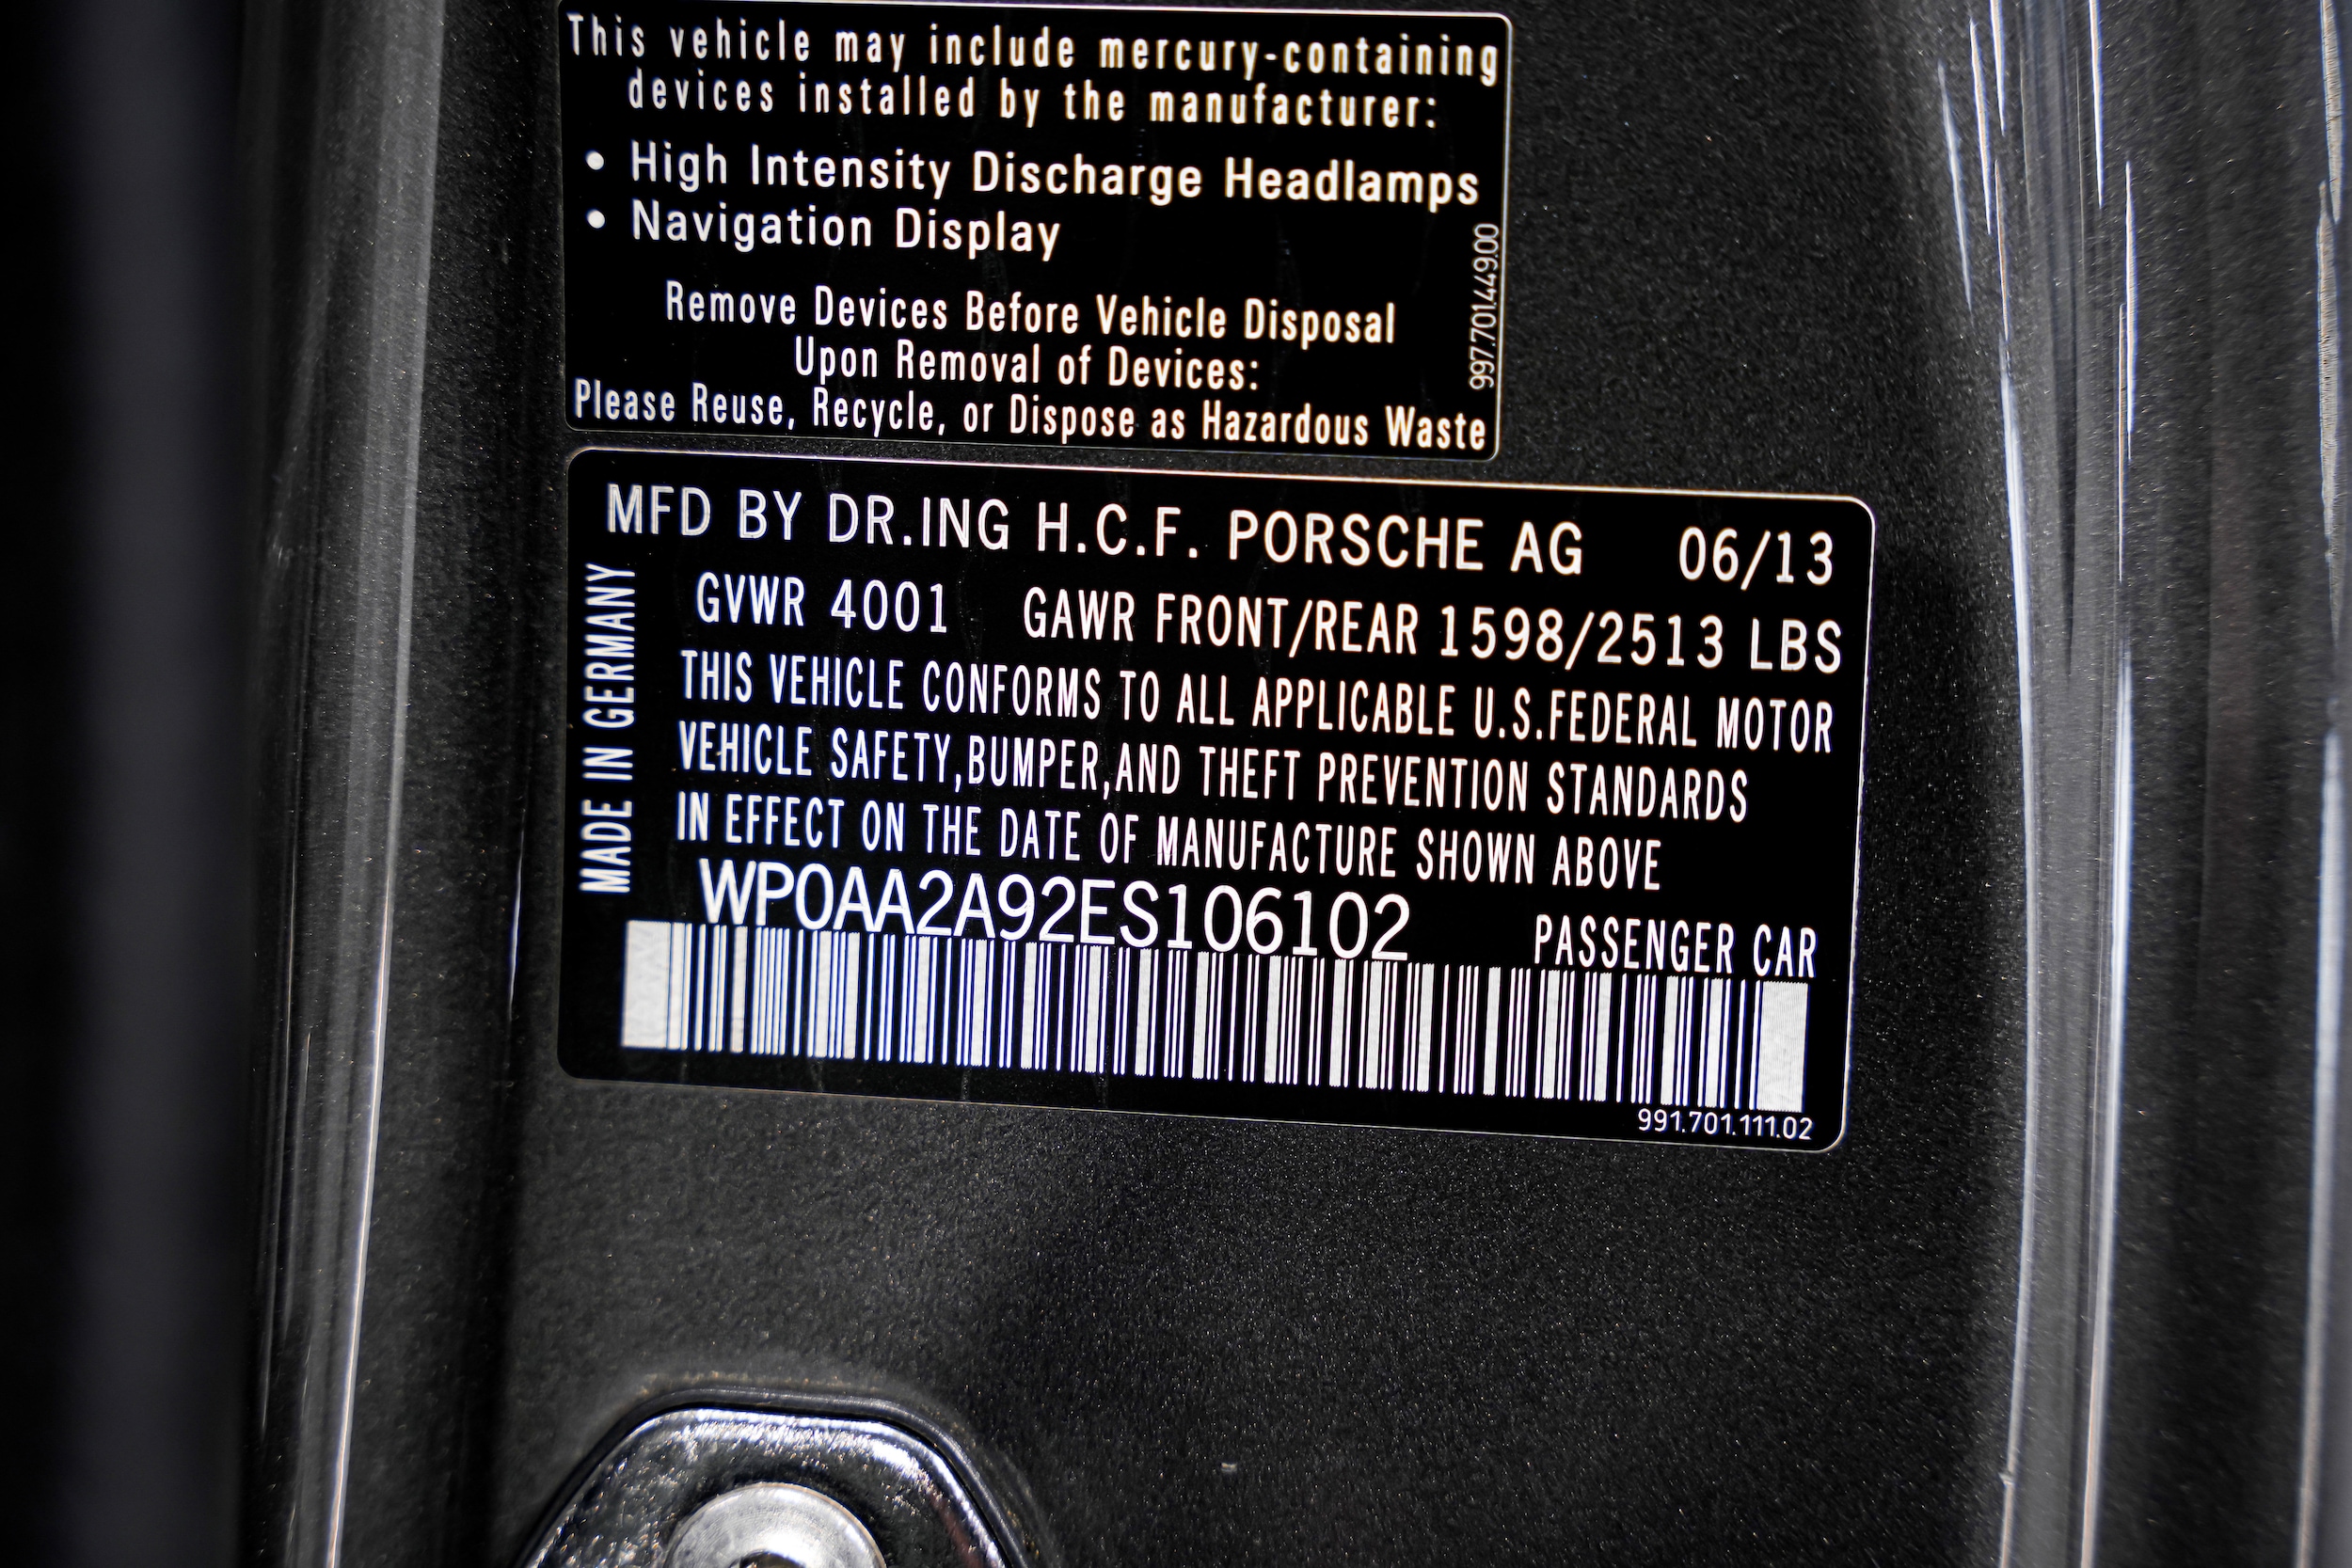 This vehicle may include mercury-containing
devices installed by the manufacturer:
• High Intensity Discharge Headlamps
• Navigation Display
Remove Devices Before Vehicle Disposal
Upon Removal of Devices:
Please Reuse, Recycle, or Dispose as Hazardous Waste
997.701.449.00
MFD BY DR.ING H.C.F. PORSCHE AG 06/13
GVWR 4001 GAWR FRONT/REAR 1598/2513 LBS
THIS VEHICLE CONFORMS TO ALL APPLICABLE U.S.FEDERAL MOTOR
VEHICLE SAFETY,BUMPER,AND THEFT PREVENTION STANDARDS
IN EFFECT ON THE DATE OF MANUFACTURE SHOWN ABOVE
WP0AA2A92ES106102 PASSENGER CAR
MADE IN GERMANY
991.701.111.02